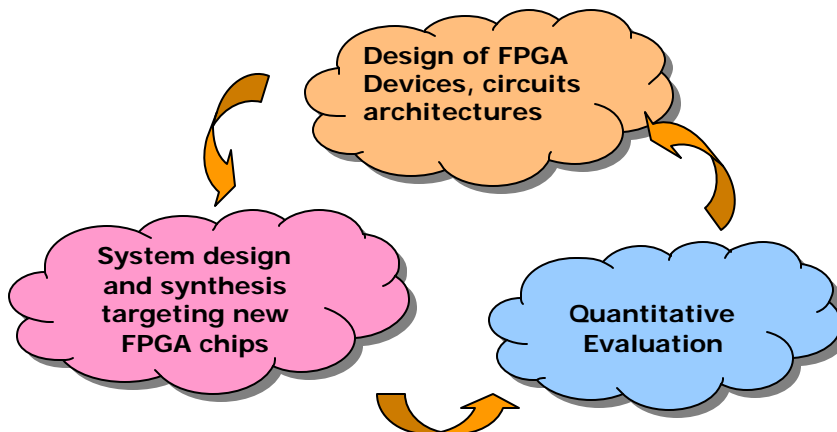 Design of FPGA
Devices, circuits
architectures
System design
and synthesis
targeting new
FPGA chips
Quantitative
Evaluation